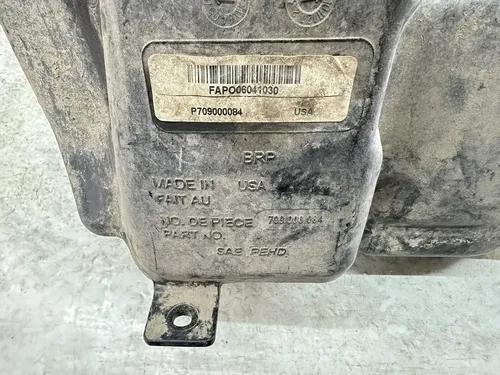 FAPO06041030
P709000084 USA
BRP
MADE IN USA
FAIT AU
NO. DE PIECE 709 000 084
PART NO.
SAE PEHD